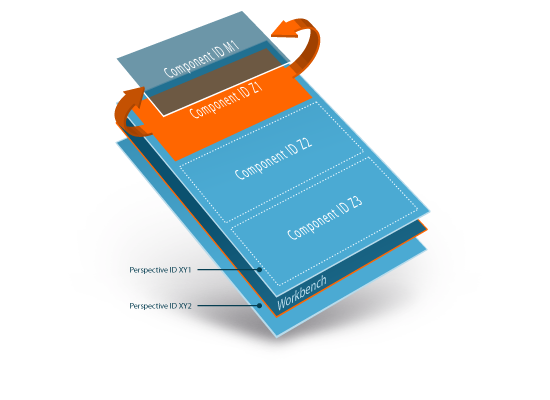 Component ID M1
Component ID Z1
Component ID Z2
Component ID Z3
Perspective ID XY1
Workbench
Perspective ID XY2